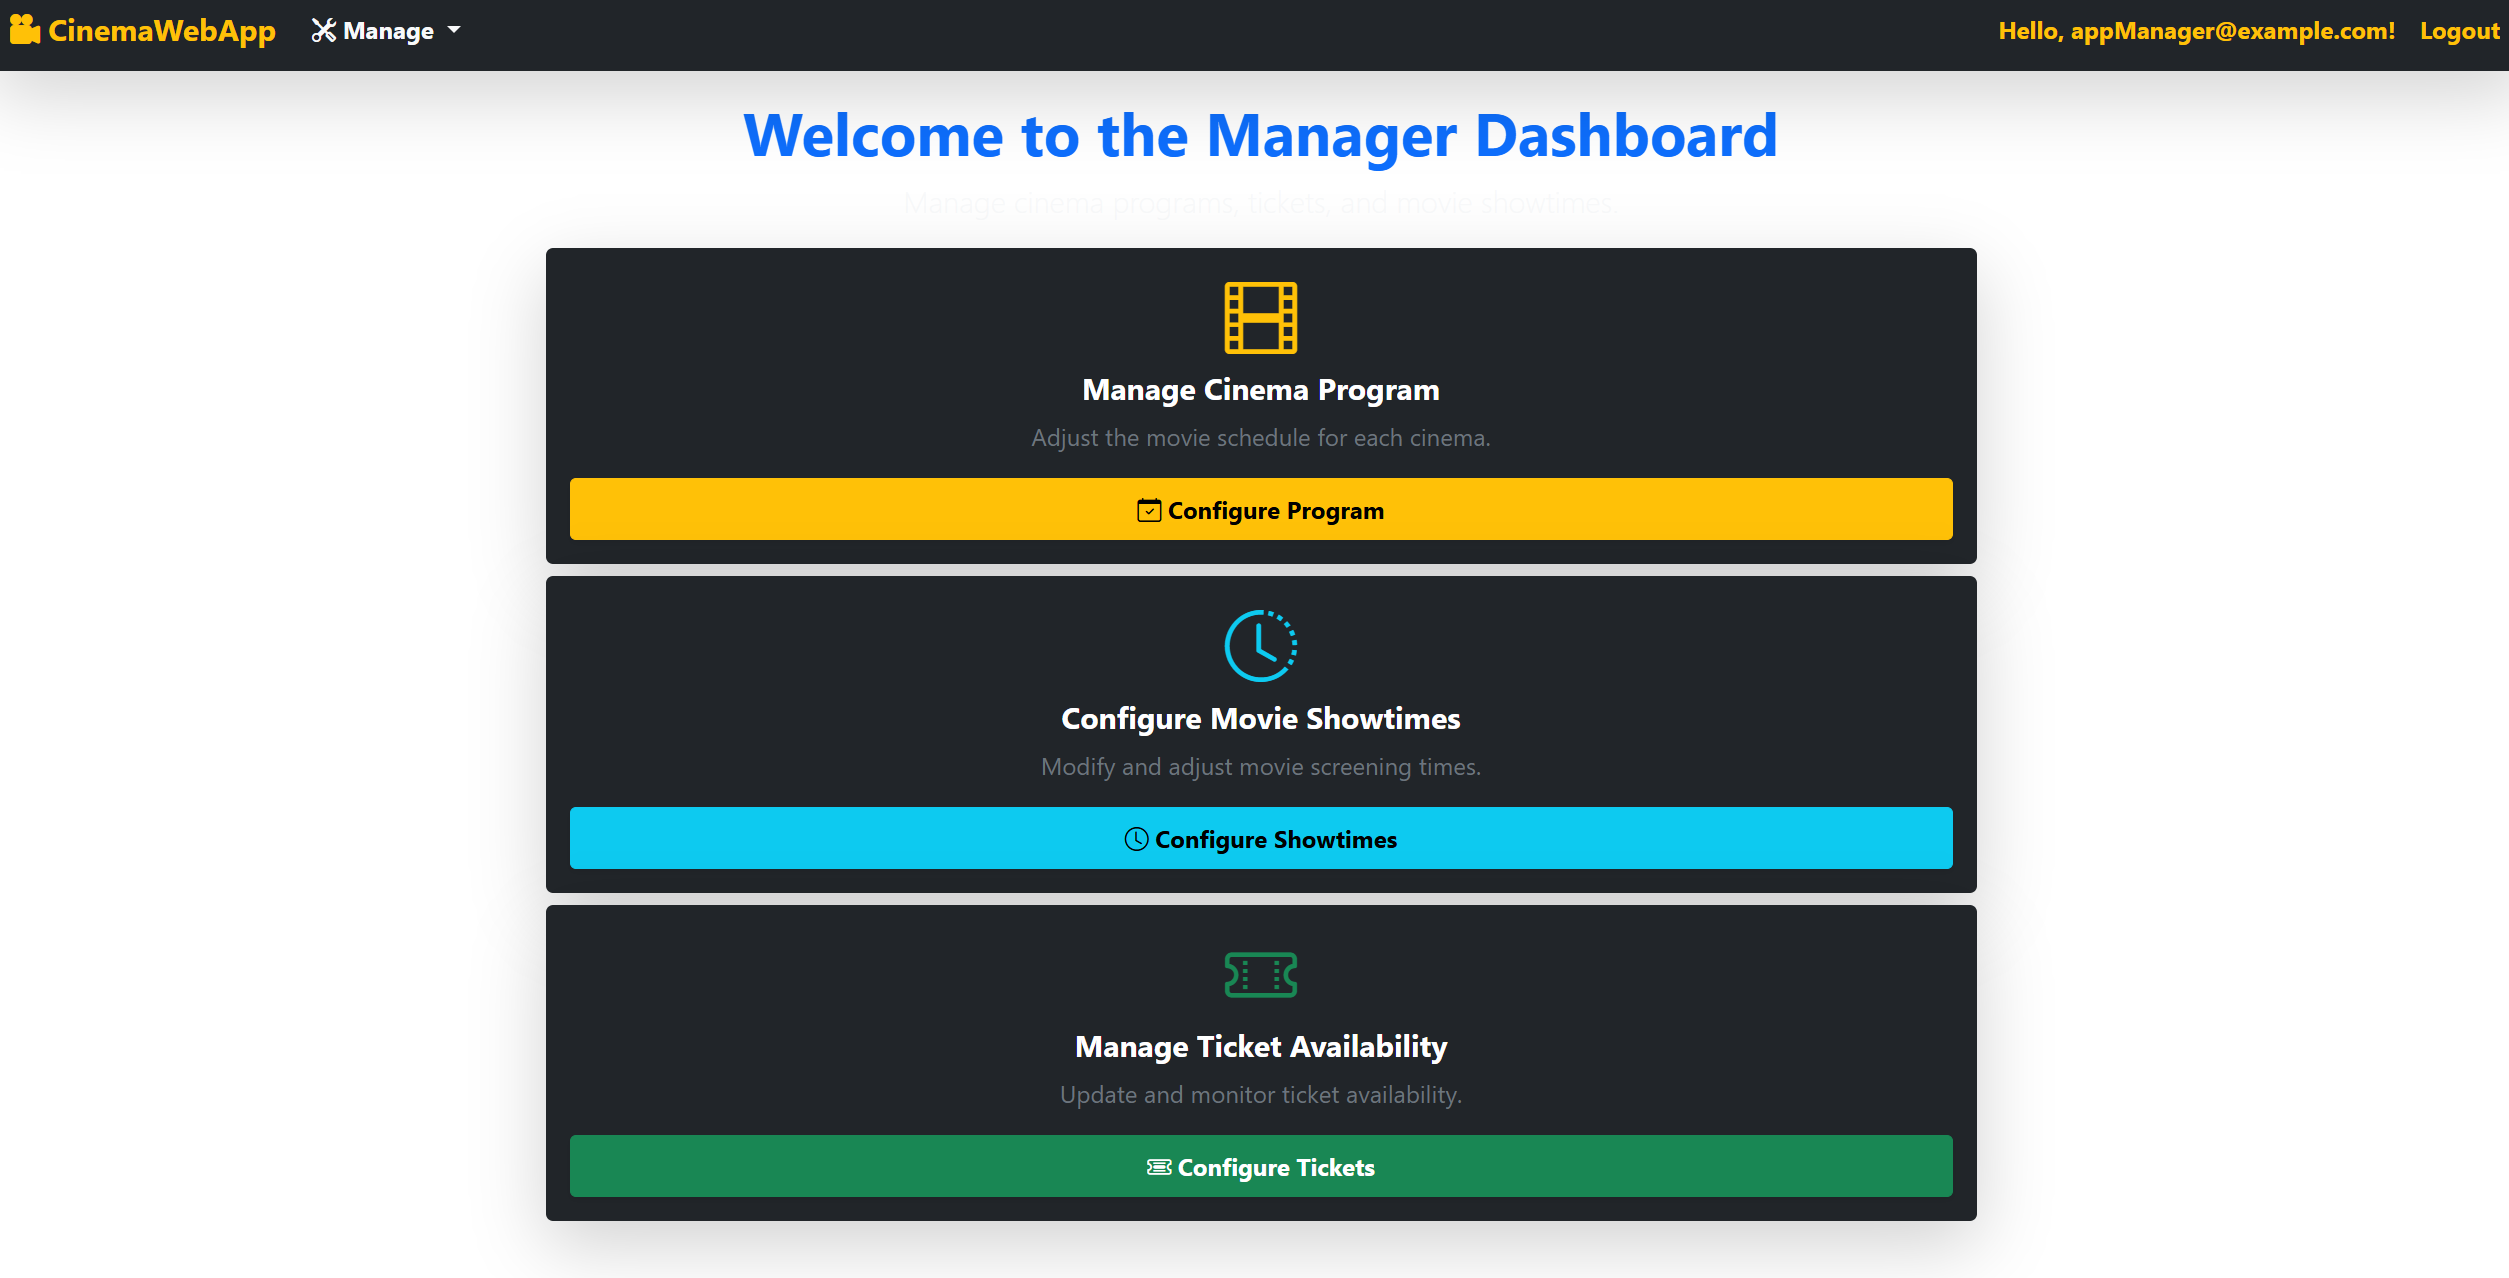 CinemaWebApp Manage Hello, appManager@example.com! Logout
Welcome to the Manager Dashboard
Manage cinema programs, tickets, and movie showtimes
Manage Cinema Program
Adjust the movie schedule for each cinema.
Configure Program
Configure Movie Showtimes
Modify and adjust movie screening times.
Configure Showtimes
Manage Ticket Availability
Update and monitor ticket availability.
Configure Tickets